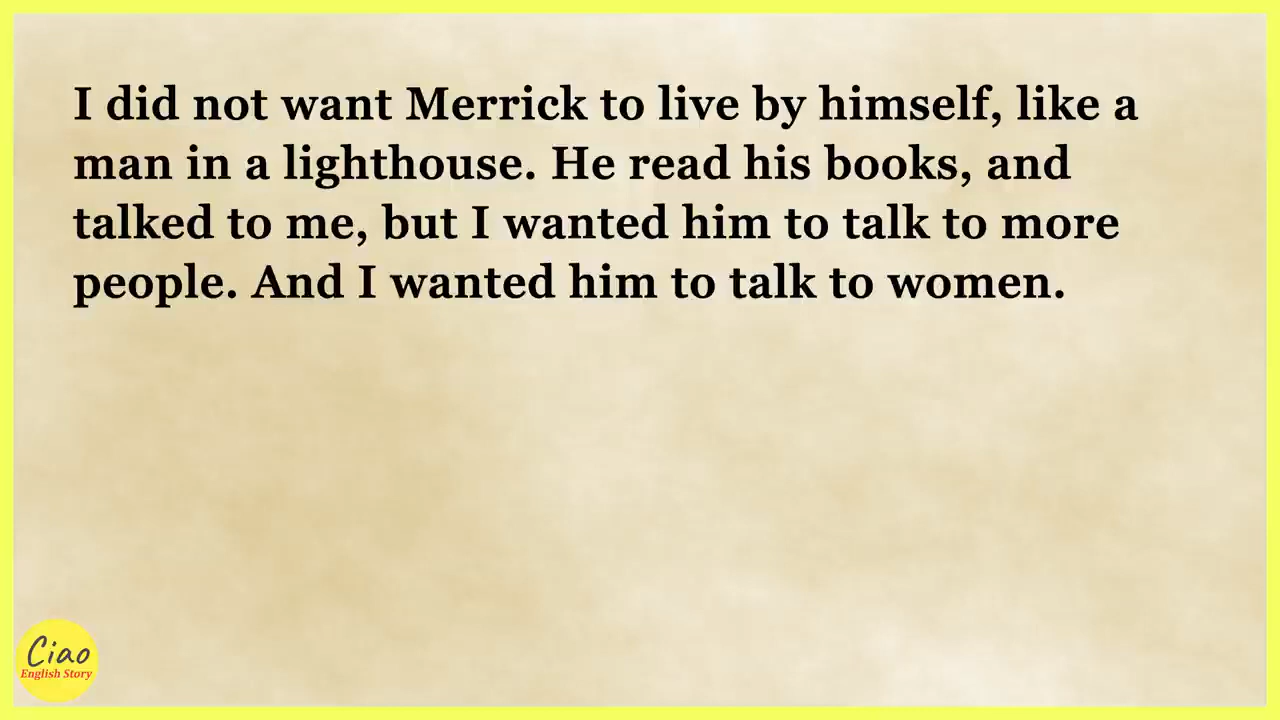 I did not want Merrick to live by himself, like a
man in a lighthouse. He read his books, and
talked to me, but I wanted him to talk to more
people. And I wanted him to talk to women.
Ciao
English Story